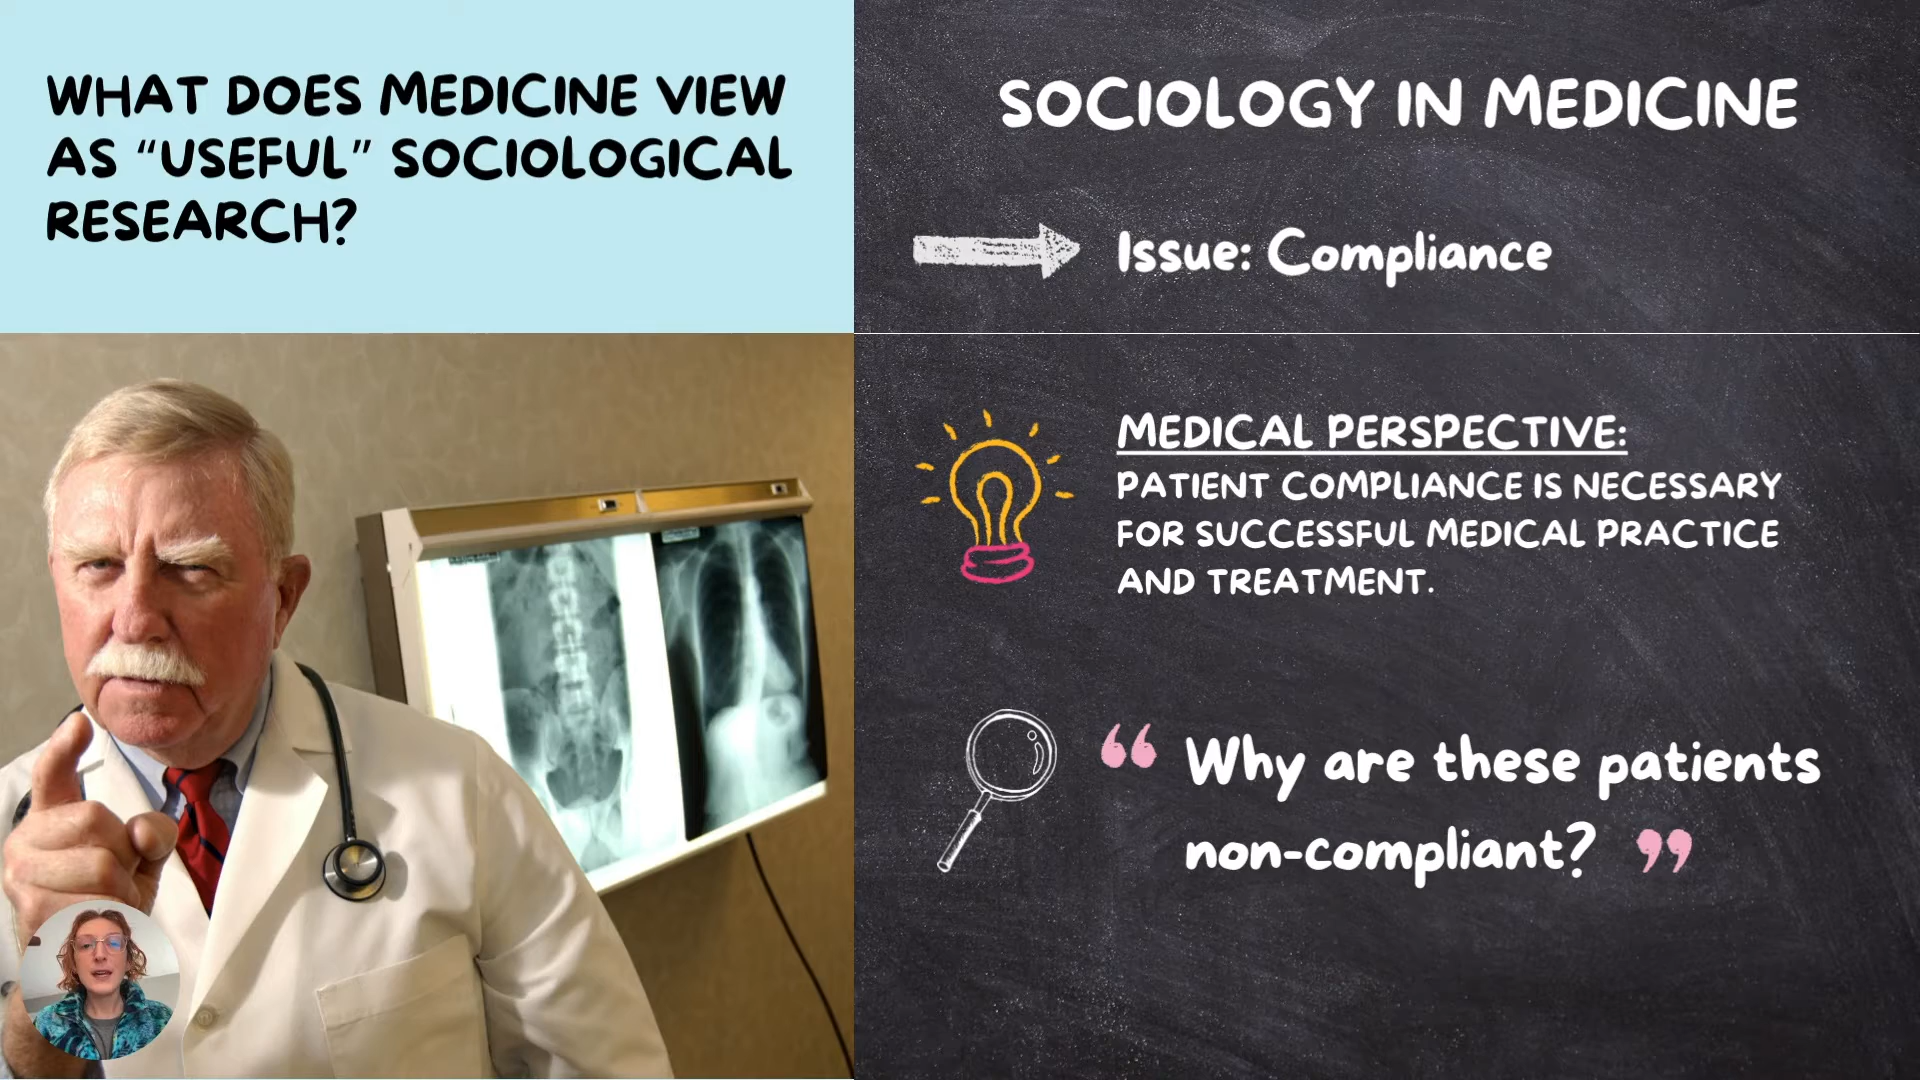 WHAT DOES MEDICINE VIEW
AS “USEFUL” SOCIOLOGICAL
RESEARCH?
SOCIOLOGY IN MEDICINE
Issue: Compliance
MEDICAL PERSPECTIVE:
PATIENT COMPLIANCE IS NECESSARY
FOR SUCCESSFUL MEDICAL PRACTICE
AND TREATMENT.
“ Why are these patients
non-compliant? ”